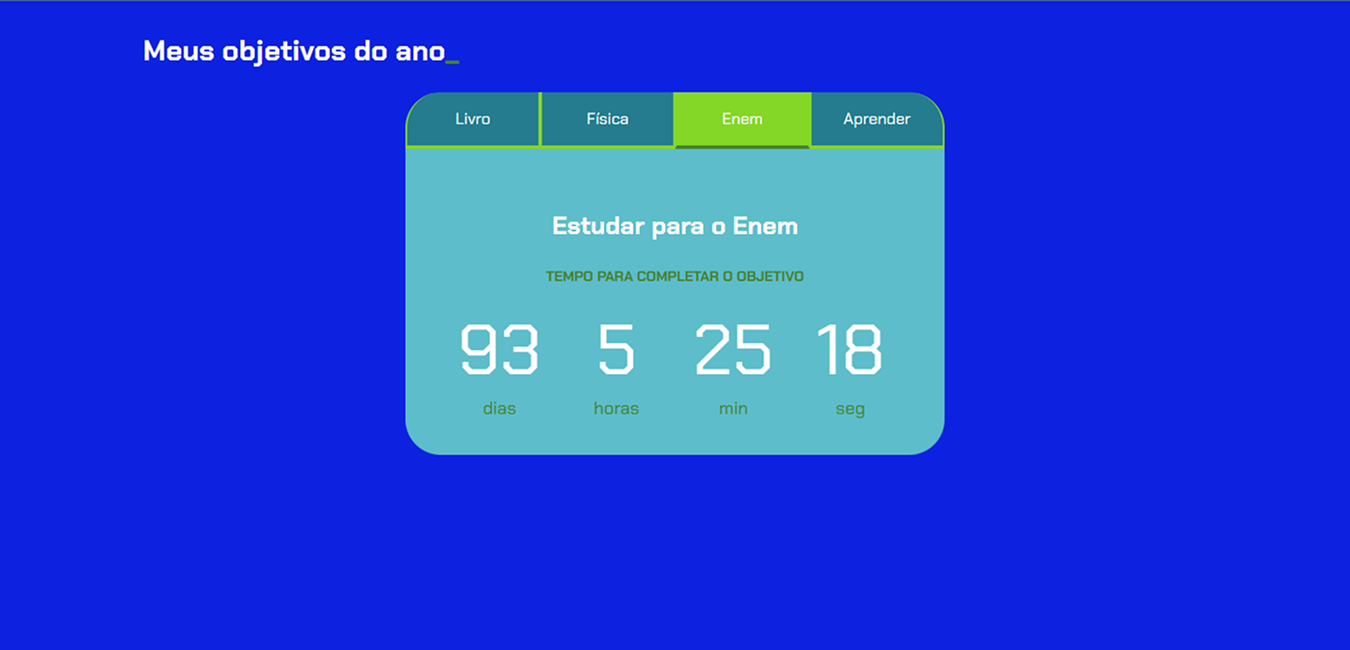 Meus objetivos do ano_
Livro Física Enem Aprender
Estudar para o Enem
TEMPO PARA COMPLETAR O OBJETIVO
93 5 25 18
dias horas min seg